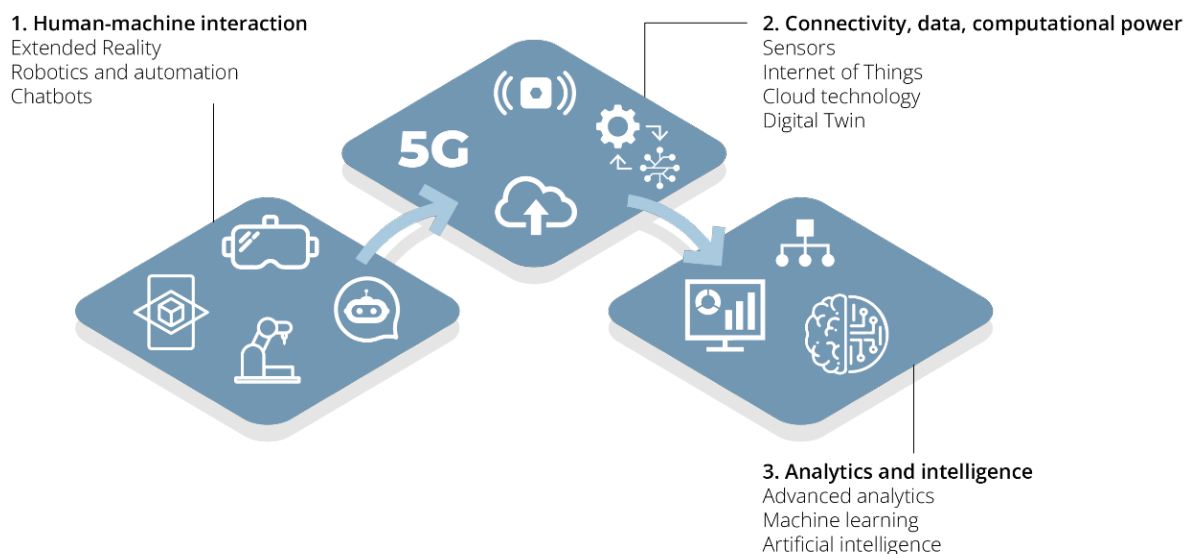 1. Human-machine interaction
Extended Reality
Robotics and automation
Chatbots
2. Connectivity, data, computational power
Sensors
Internet of Things
Cloud technology
Digital Twin
5G
3. Analytics and intelligence
Advanced analytics
Machine learning
Artificial intelligence